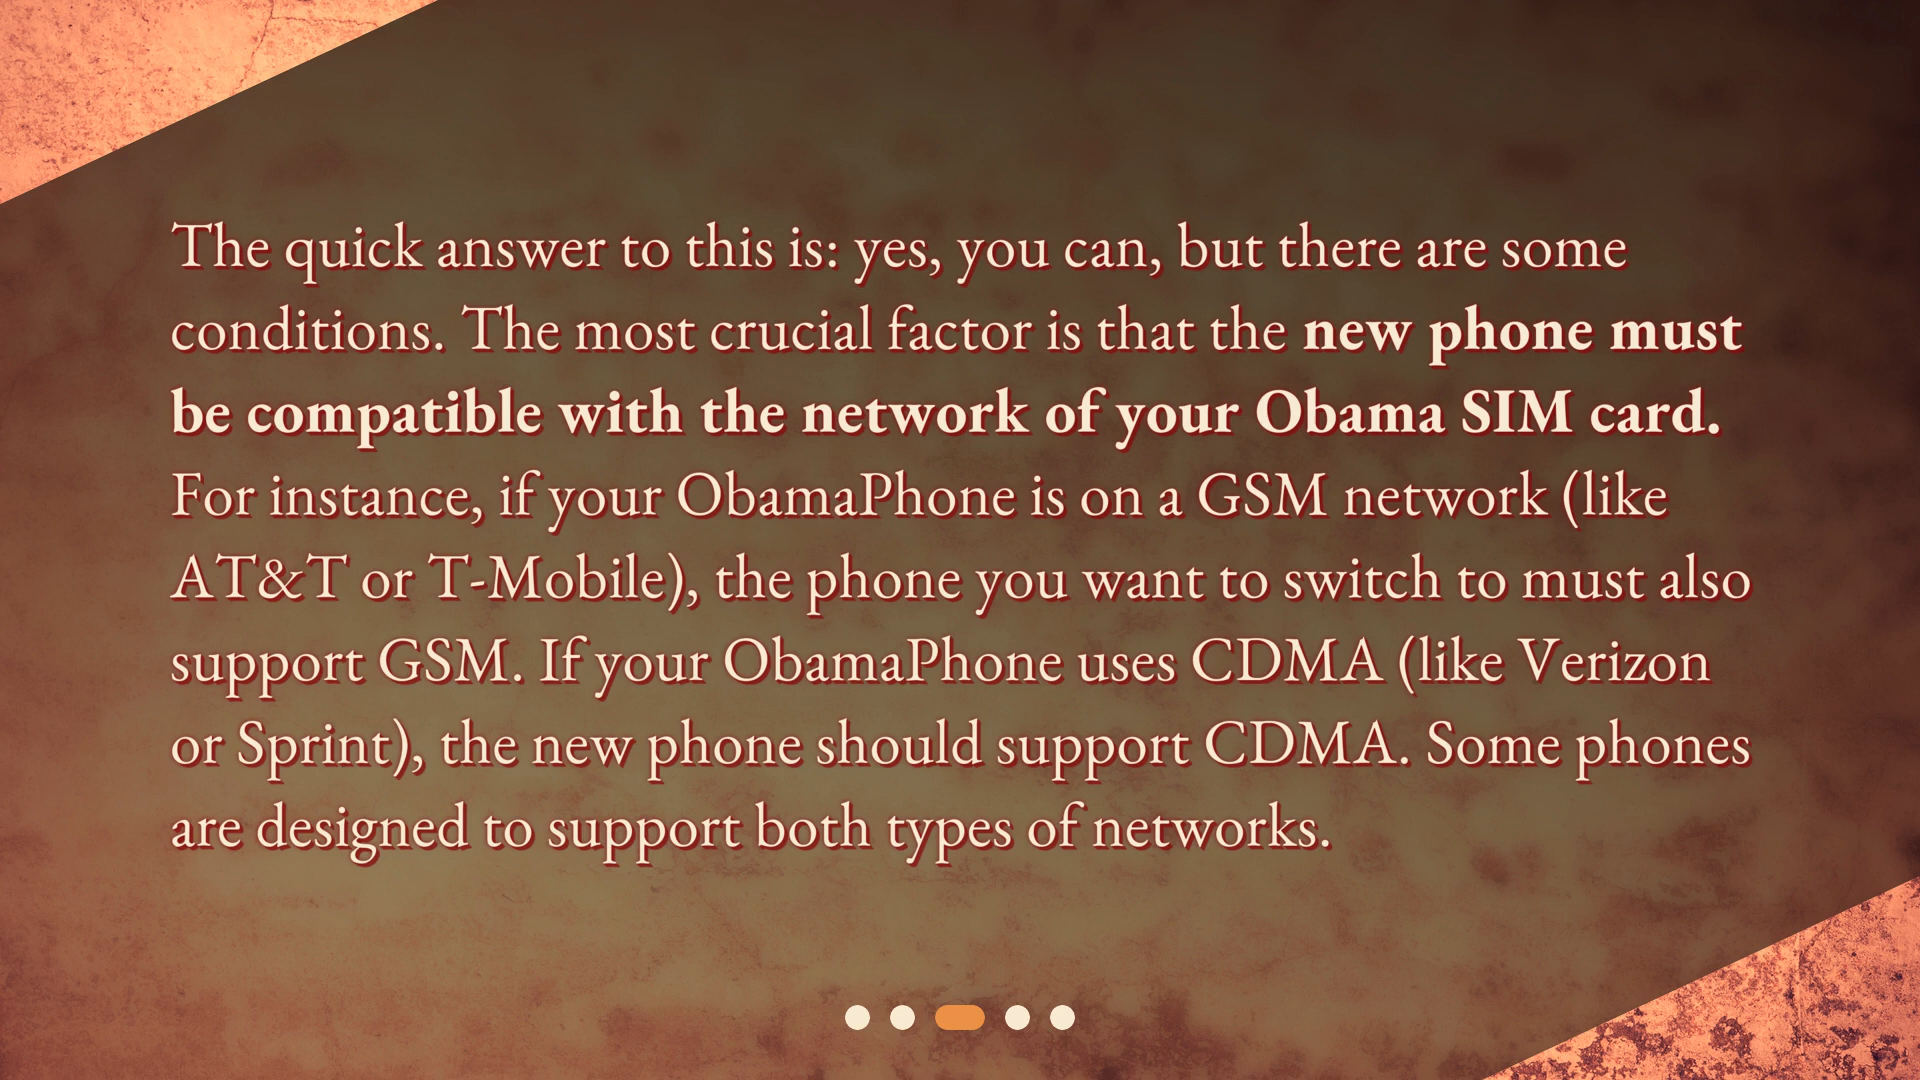 The quick answer to this is: yes, you can, but there are some
conditions. The most crucial factor is that the new phone must
be compatible with the network of your Obama SIM card.
For instance, if your ObamaPhone is on a GSM network (like
AT&T or T-Mobile), the phone you want to switch to must also
support GSM. If your ObamaPhone uses CDMA (like Verizon
or Sprint), the new phone should support CDMA. Some phones
are designed to support both types of networks.